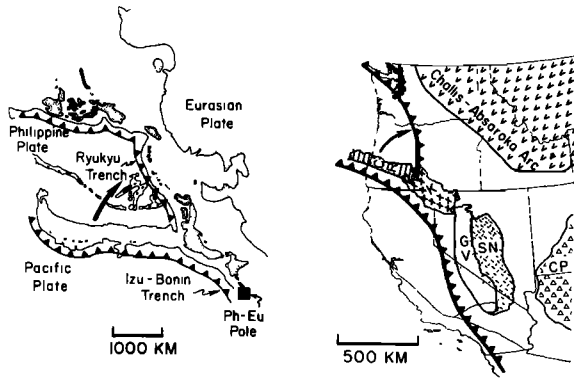 Eurasian
Plate
Philippine
Plate
Ryukyu
Trench
Pacific
Plate
Izu-Bonin
Trench
Ph-Eu
Pole
1000 KM
Challis-Absaroka Arc
G
V
SN
CP
500 KM